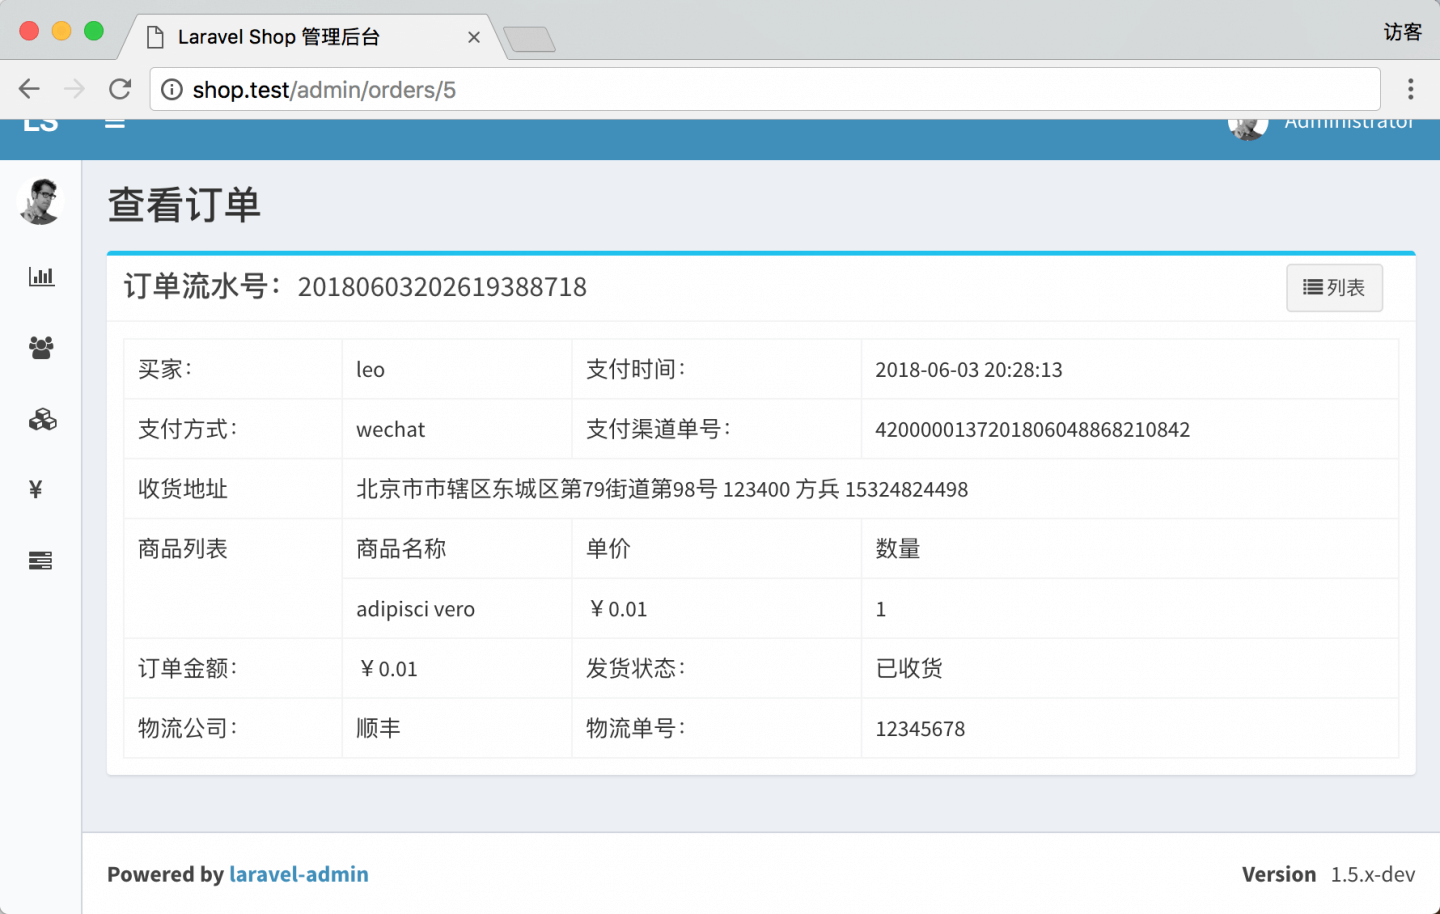 Laravel Shop 管理后台
访客
shop.test/admin/orders/5
LS
Administrator
查看订单
订单流水号：20180603202619388718
列表
买家： leo 支付时间： 2018-06-03 20:28:13
支付方式： wechat 支付渠道单号： 4200000137201806048868210842
收货地址 北京市市辖区东城区第79街道第98号 123400 方兵 15324824498
商品列表 商品名称 单价 数量
adipisci vero ￥0.01 1
订单金额： ￥0.01 发货状态： 已收货
物流公司： 顺丰 物流单号： 12345678
Powered by laravel-admin
Version 1.5.x-dev